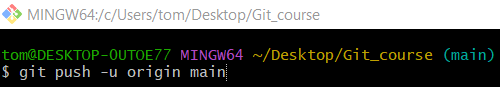 MINGW64:/c/Users/tom/Desktop/Git_course
tom@DESKTOP-OUTOE77 MINGW64 ~/Desktop/Git_course (main)
$ git push -u origin main